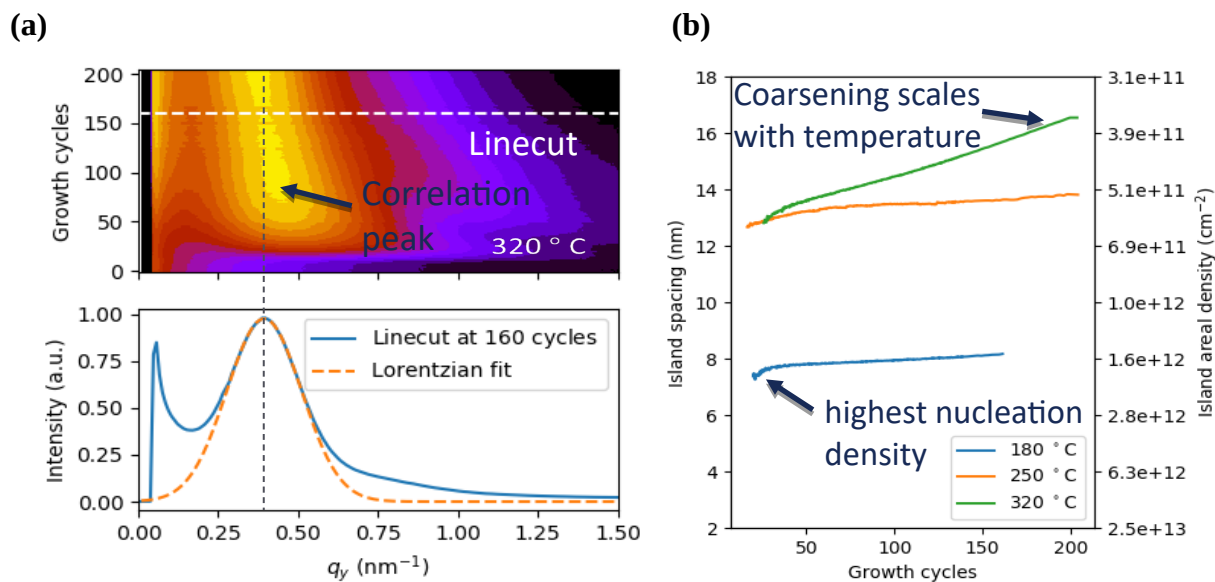 (a)
200
150
100
50
0
Growth cycles
Linecut
Correlation
peak
320 ° C
1.00
0.75
0.50
0.25
0.00
Intensity (a.u.)
Linecut at 160 cycles
Lorentzian fit
0.00 0.25 0.50 0.75 1.00 1.25 1.50
q_y (nm⁻¹)
(b)
18
16
14
12
10
8
6
4
2
Island spacing (nm)
Coarsening scales
with temperature
highest nucleation
density
180 °C
250 °C
320 °C
50 100 150 200
Growth cycles
3.1e+11
3.9e+11
5.1e+11
6.9e+11
1.0e+12
1.6e+12
2.8e+12
6.3e+12
2.5e+13
Island areal density (cm⁻²)